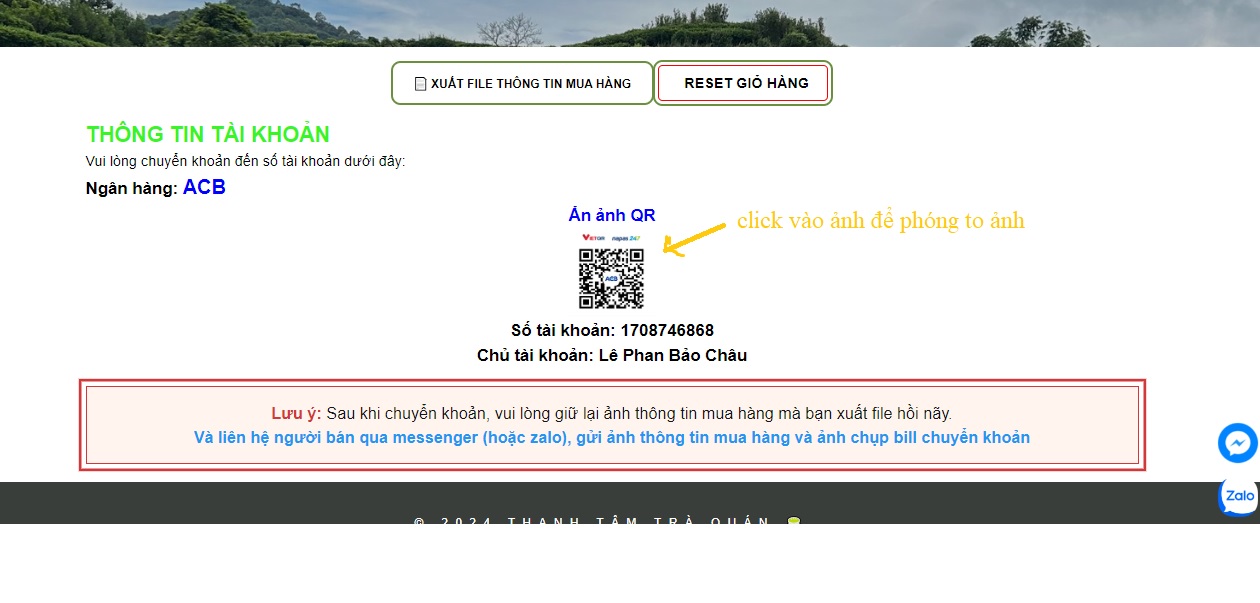 XUẤT FILE THÔNG TIN MUA HÀNG
RESET GIỎ HÀNG
THÔNG TIN TÀI KHOẢN
Vui lòng chuyển khoản đến số tài khoản dưới đây:
Ngân hàng: ACB
Ấn ảnh QR
click vào ảnh để phóng to ảnh
VIETQR napas 247
ACB
Số tài khoản: 1708746868
Chủ tài khoản: Lê Phan Bảo Châu
Lưu ý: Sau khi chuyển khoản, vui lòng giữ lại ảnh thông tin mua hàng mà bạn xuất file hồi nãy.
Và liên hệ người bán qua messenger (hoặc zalo), gửi ảnh thông tin mua hàng và ảnh chụp bill chuyển khoản
Zalo
© 2024 THANH TÂM TRÀ QUÁN